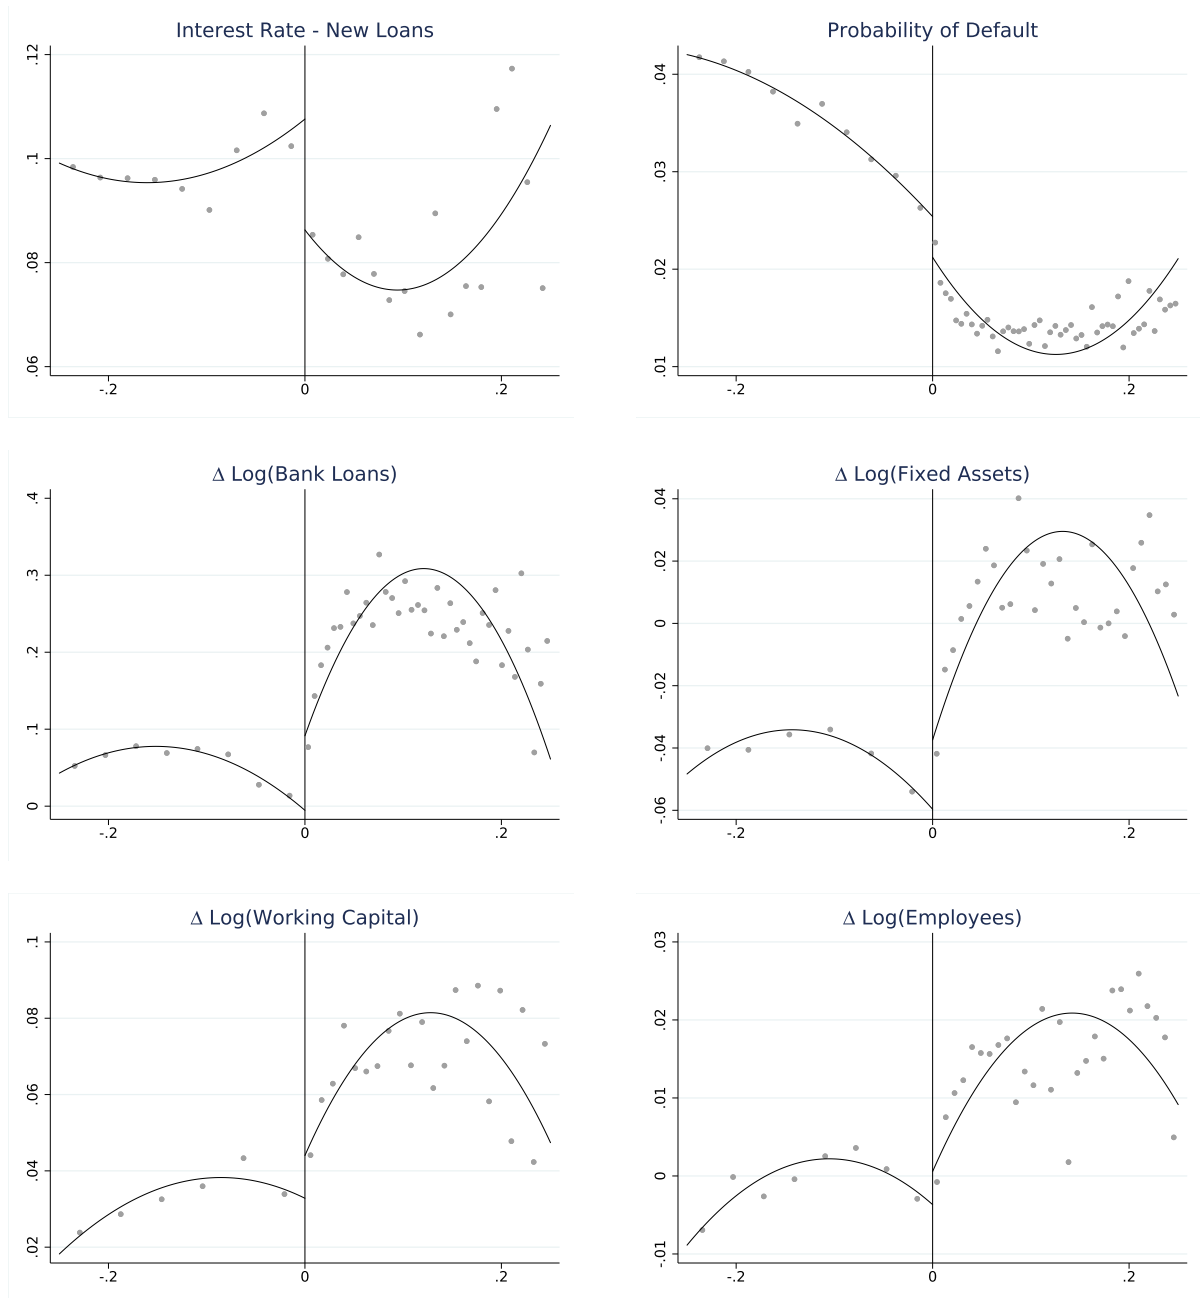 Interest Rate - New Loans
.12
.1
.08
.06
-.2 0 .2
Probability of Default
.04
.03
.02
.01
-.2 0 .2
Δ Log(Bank Loans)
.4
.3
.2
.1
0
-.2 0 .2
Δ Log(Fixed Assets)
.04
.02
0
-.02
-.04
-.06
-.2 0 .2
Δ Log(Working Capital)
.1
.08
.06
.04
.02
-.2 0 .2
Δ Log(Employees)
.03
.02
.01
0
-.01
-.2 0 .2